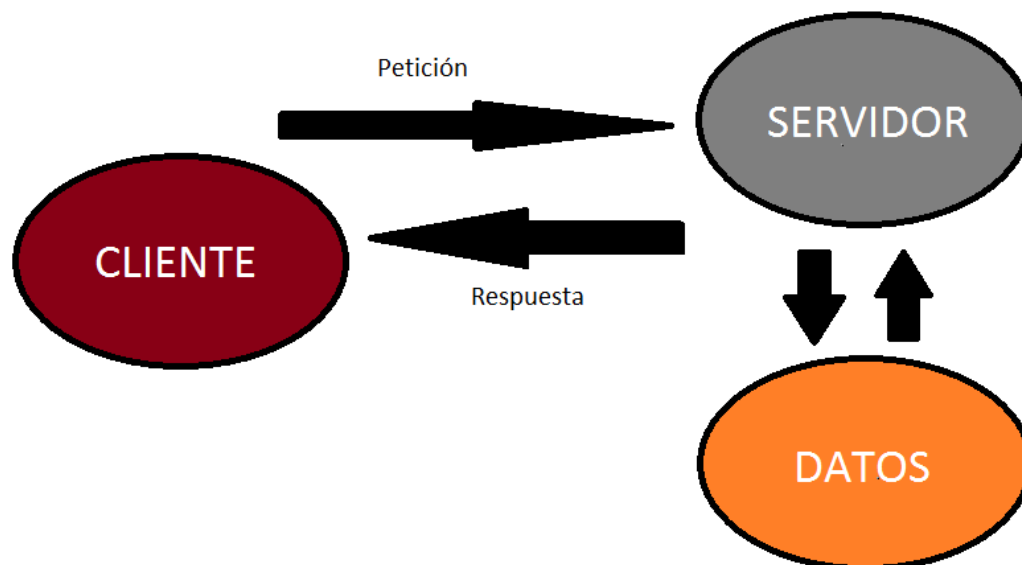 Petición
SERVIDOR
CLIENTE
Respuesta
DATOS